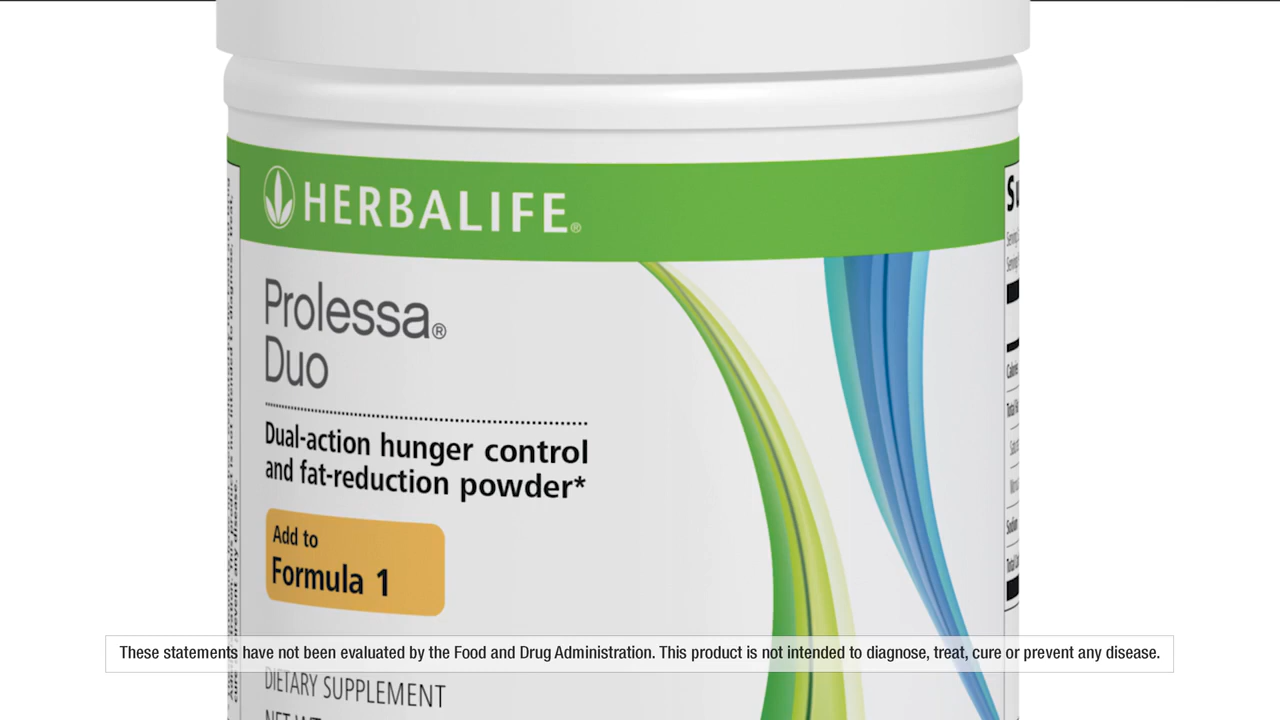 HERBALIFE®
Prolessa®
Duo
Dual-action hunger control
and fat-reduction powder*
Add to
Formula 1
These statements have not been evaluated by the Food and Drug Administration. This product is not intended to diagnose, treat, cure or prevent any disease.
DIETARY SUPPLEMENT